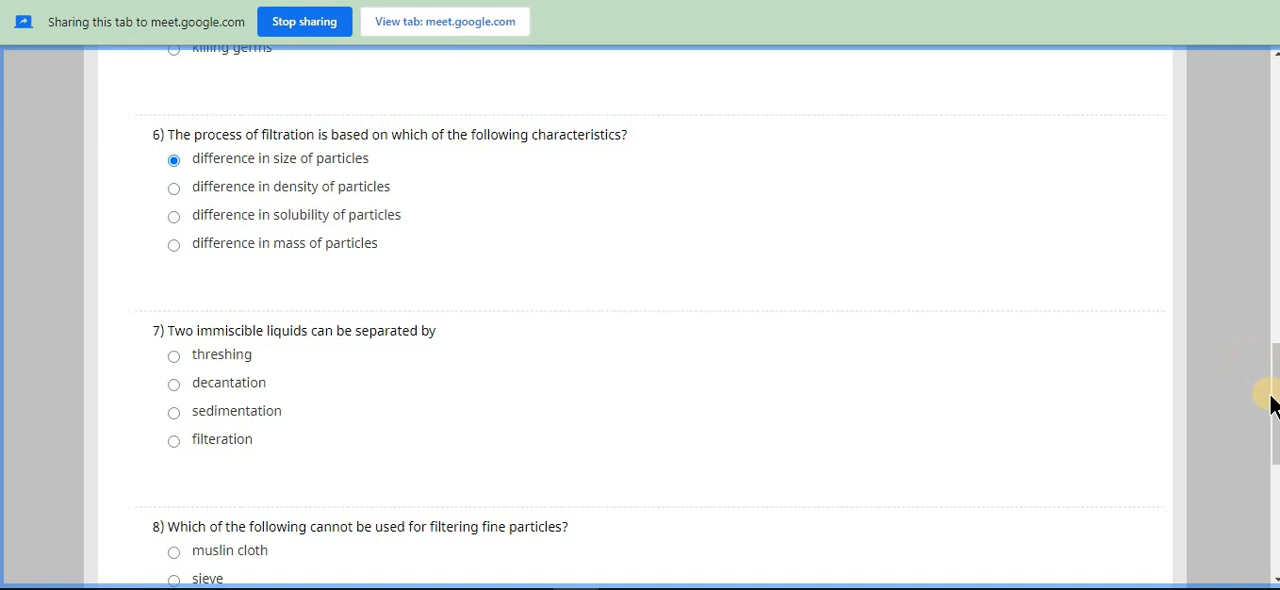 Sharing this tab to meet.google.com Stop sharing View tab: meet.google.com
killing germs
6) The process of filtration is based on which of the following characteristics?
difference in size of particles
difference in density of particles
difference in solubility of particles
difference in mass of particles
7) Two immiscible liquids can be separated by
threshing
decantation
sedimentation
filteration
8) Which of the following cannot be used for filtering fine particles?
muslin cloth
sieve